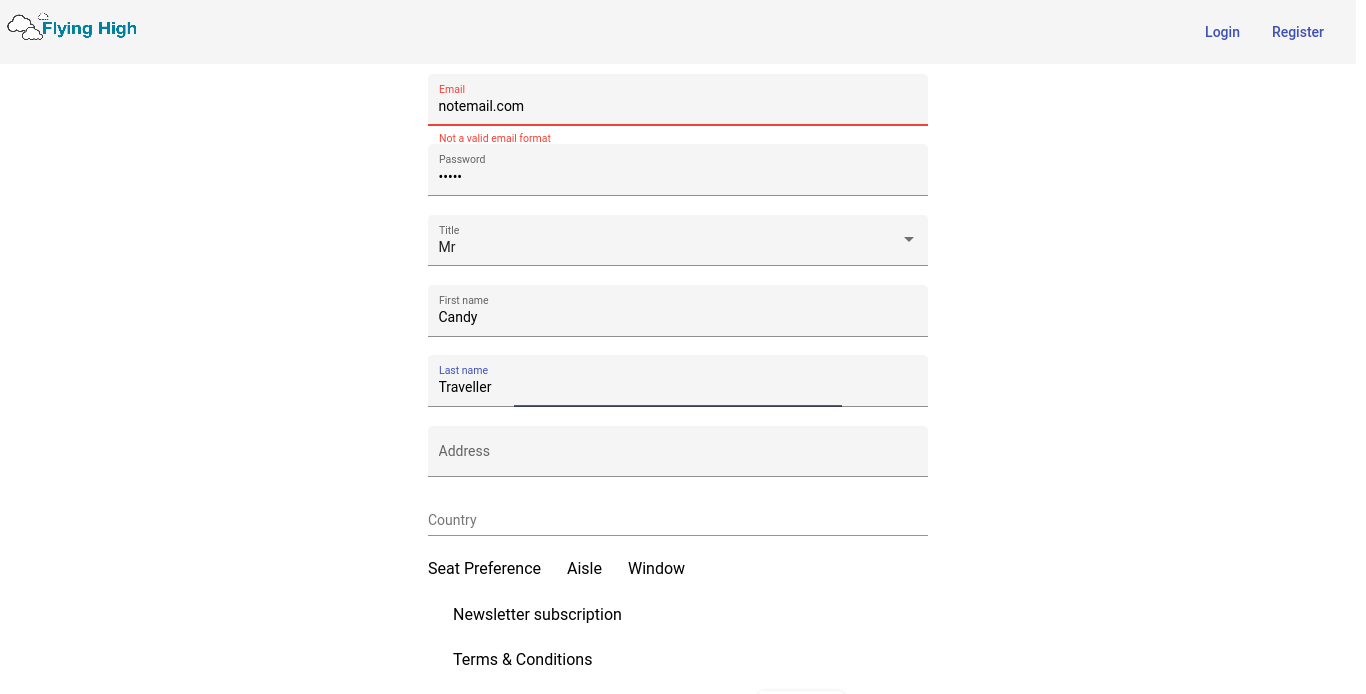 Flying High
Login Register
Email
notemail.com
Not a valid email format
Password
•••••
Title
Mr
First name
Candy
Last name
Traveller
Address
Country
Seat Preference Aisle Window
Newsletter subscription
Terms & Conditions